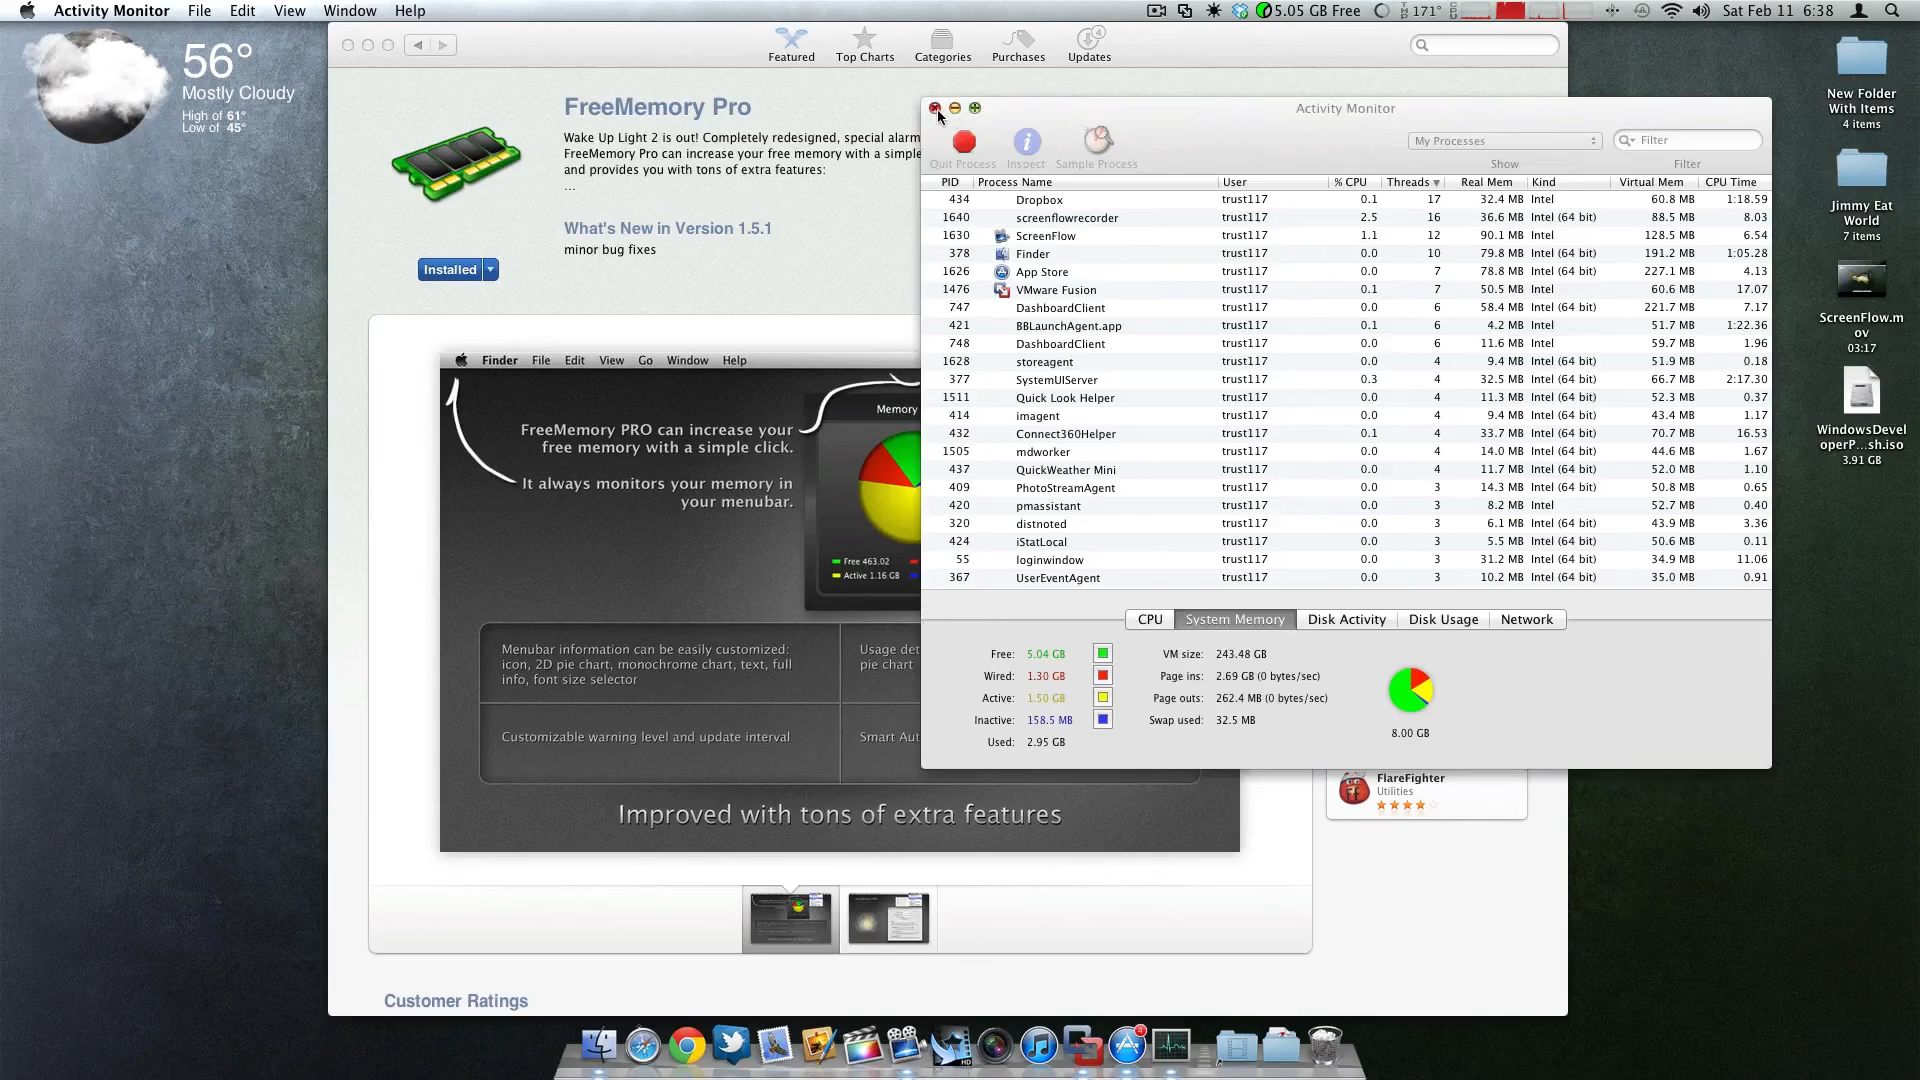 Activity Monitor File Edit View Window Help
5.05 GB Free 171° Sat Feb 11 6:38
56°
Mostly Cloudy
High of 61°
Low of 45°
Featured Top Charts Categories Purchases Updates
4
FreeMemory Pro
Wake Up Light 2 is out! Completely redesigned, special alarm
FreeMemory Pro can increase your free memory with a simple
and provides you with tons of extra features:
...
What's New in Version 1.5.1
minor bug fixes
Installed
Finder File Edit View Go Window Help
Memory
FreeMemory PRO can increase your
free memory with a simple click.
It always monitors your memory in
your menubar.
Free 463.02
Active 1.16 GB
Menubar information can be easily customized:
icon, 2D pie chart, monochrome chart, text, full
info, font size selector
Usage det
pie chart
Customizable warning level and update interval
Smart Aut
Improved with tons of extra features
Customer Ratings
FlareFighter
Utilities
Activity Monitor
Quit Process Inspect Sample Process
My Processes
Show
Filter
Filter
PID Process Name User % CPU Threads Real Mem Kind Virtual Mem CPU Time
434 Dropbox trust117 0.1 17 32.4 MB Intel 60.8 MB 1:18.59
1640 screenflowrecorder trust117 2.5 16 36.6 MB Intel (64 bit) 88.5 MB 8.03
1630 ScreenFlow trust117 1.1 12 90.1 MB Intel 128.5 MB 6.54
378 Finder trust117 0.0 10 79.8 MB Intel (64 bit) 191.2 MB 1:05.28
1626 App Store trust117 0.0 7 78.8 MB Intel (64 bit) 227.1 MB 4.13
1476 VMware Fusion trust117 0.1 7 50.5 MB Intel 60.6 MB 17.07
747 DashboardClient trust117 0.0 6 58.4 MB Intel (64 bit) 221.7 MB 7.17
421 BBLaunchAgent.app trust117 0.1 6 4.2 MB Intel 51.7 MB 1:22.36
748 DashboardClient trust117 0.0 6 11.6 MB Intel 59.7 MB 1.96
1628 storeagent trust117 0.0 4 9.4 MB Intel (64 bit) 51.9 MB 0.18
377 SystemUIServer trust117 0.3 4 32.5 MB Intel (64 bit) 66.7 MB 2:17.30
1511 Quick Look Helper trust117 0.0 4 11.3 MB Intel (64 bit) 52.3 MB 0.37
414 imagent trust117 0.0 4 9.4 MB Intel (64 bit) 43.4 MB 1.17
432 Connect360Helper trust117 0.1 4 33.7 MB Intel (64 bit) 70.7 MB 16.53
1505 mdworker trust117 0.0 4 14.0 MB Intel (64 bit) 44.6 MB 1.67
437 QuickWeather Mini trust117 0.0 4 11.7 MB Intel (64 bit) 52.0 MB 1.10
409 PhotoStreamAgent trust117 0.0 3 14.3 MB Intel (64 bit) 50.8 MB 0.65
420 pmassistant trust117 0.0 3 8.2 MB Intel 52.7 MB 0.40
320 distnoted trust117 0.0 3 6.1 MB Intel (64 bit) 43.9 MB 3.36
424 iStatLocal trust117 0.0 3 5.5 MB Intel (64 bit) 50.6 MB 0.11
55 loginwindow trust117 0.0 3 31.2 MB Intel (64 bit) 34.9 MB 11.06
367 UserEventAgent trust117 0.0 3 10.2 MB Intel (64 bit) 35.0 MB 0.91
CPU System Memory Disk Activity Disk Usage Network
Free: 5.04 GB VM size: 243.48 GB
Wired: 1.30 GB Page ins: 2.69 GB (0 bytes/sec)
Active: 1.50 GB Page outs: 262.4 MB (0 bytes/sec)
Inactive: 158.5 MB Swap used: 32.5 MB
Used: 2.95 GB
8.00 GB
New Folder
With Items
4 items
Jimmy Eat
World
7 items
ScreenFlow.m
ov
03:17
WindowsDevel
operP...sh.iso
3.91 GB
HD
4